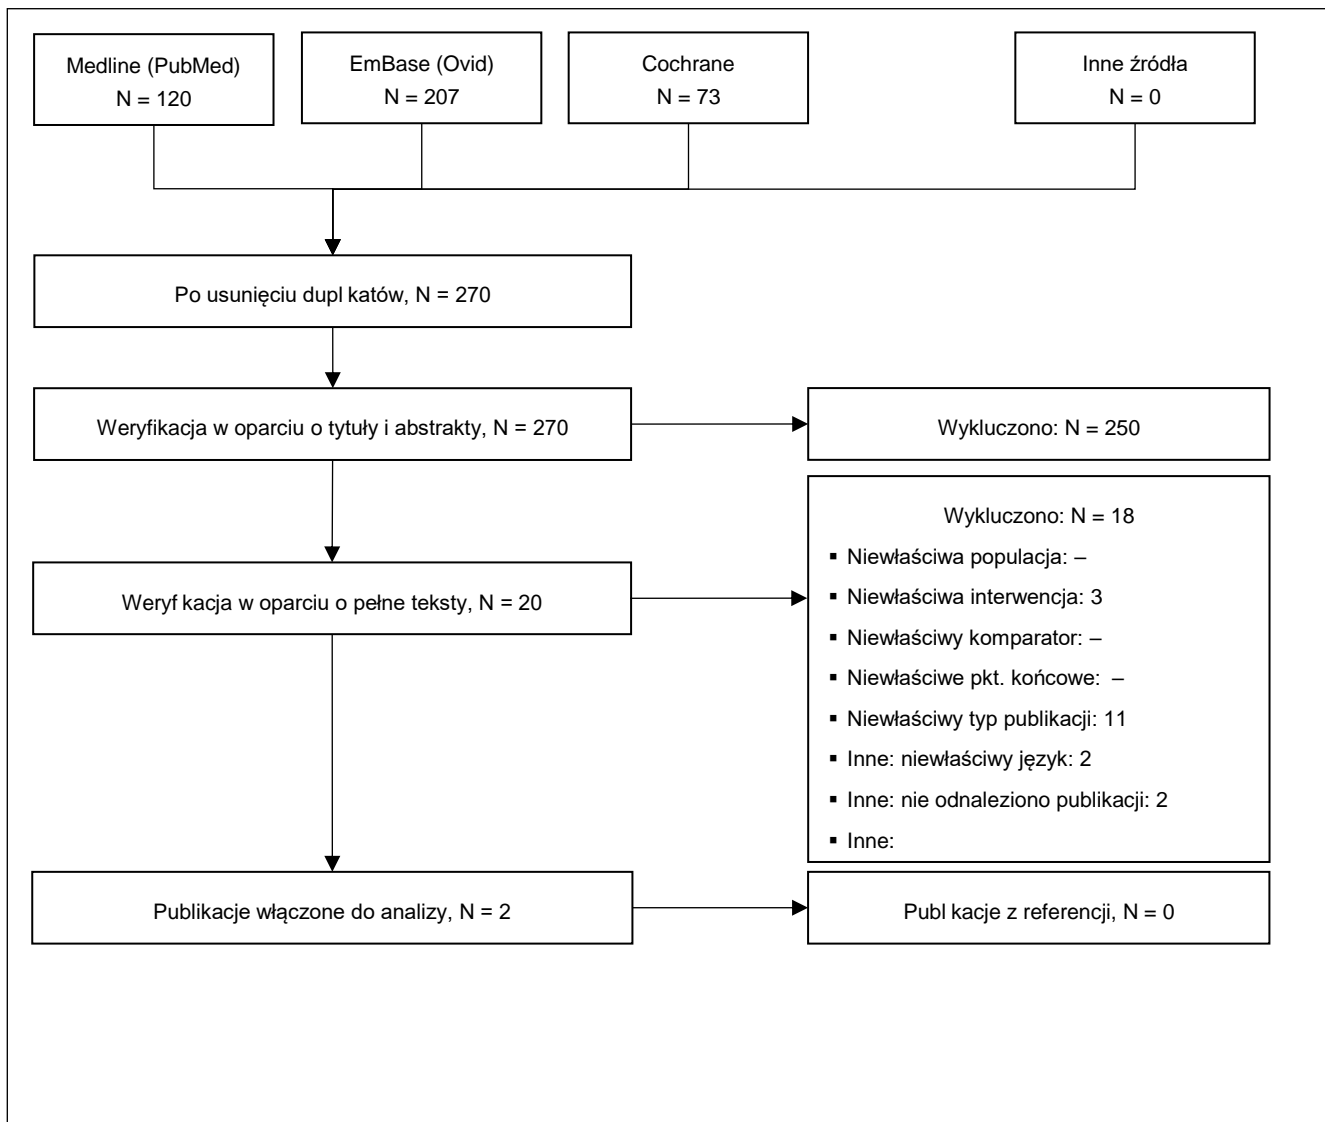 Medline (PubMed)
N = 120
EmBase (Ovid)
N = 207
Cochrane
N = 73
Inne źródła
N = 0
Po usunięciu dupl katów, N = 270
Weryfikacja w oparciu o tytuły i abstrakty, N = 270
Wykluczono: N = 250
Weryf kacja w oparciu o pełne teksty, N = 20
Wykluczono: N = 18
▪ Niewłaściwa populacja: –
▪ Niewłaściwa interwencja: 3
▪ Niewłaściwy komparator: –
▪ Niewłaściwe pkt. końcowe: –
▪ Niewłaściwy typ publikacji: 11
▪ Inne: niewłaściwy język: 2
▪ Inne: nie odnaleziono publikacji: 2
▪ Inne:
Publikacje włączone do analizy, N = 2
Publ kacje z referencji, N = 0